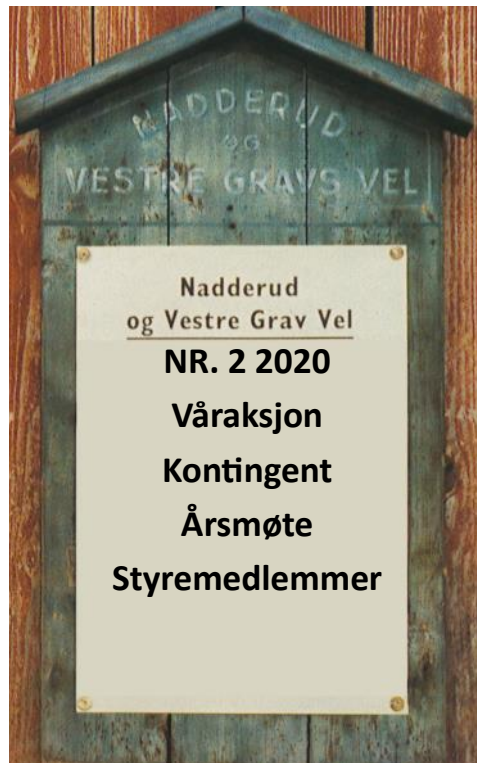 NADDERUD
OG
VESTRE GRAVS VEL
Nadderud
og Vestre Grav Vel
NR. 2 2020
Våraksjon
Kontingent
Årsmøte
Styremedlemmer